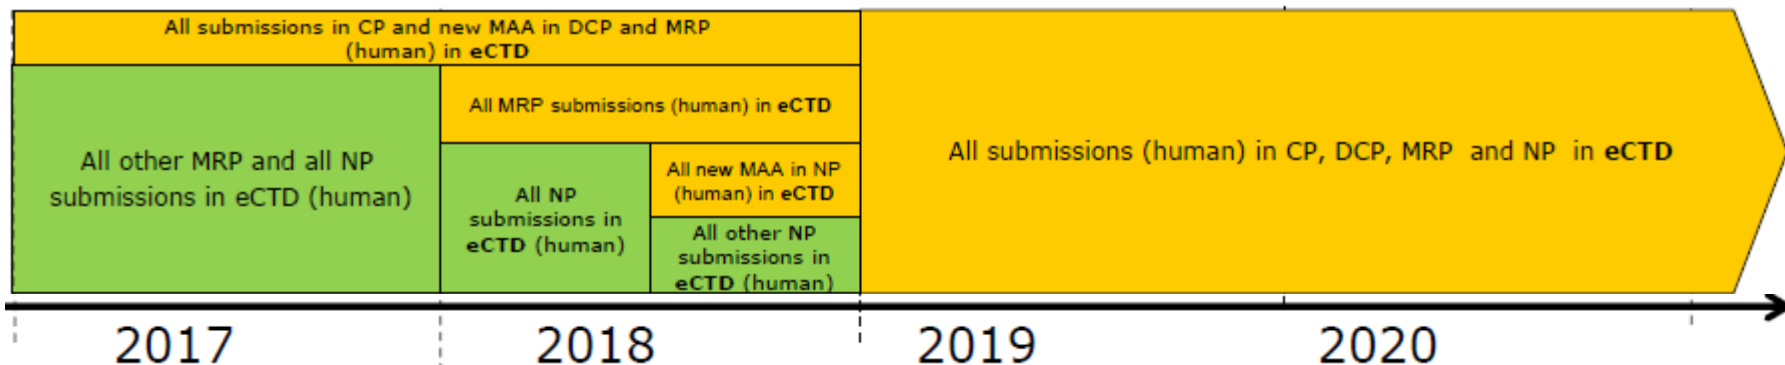 All submissions in CP and new MAA in DCP and MRP
(human) in eCTD
All other MRP and all NP
submissions in eCTD (human)
All MRP submissions (human) in eCTD
All NP
submissions in
eCTD (human)
All new MAA in NP
(human) in eCTD
All other NP
submissions in
eCTD (human)
All submissions (human) in CP, DCP, MRP and NP in eCTD
2017
2018
2019
2020